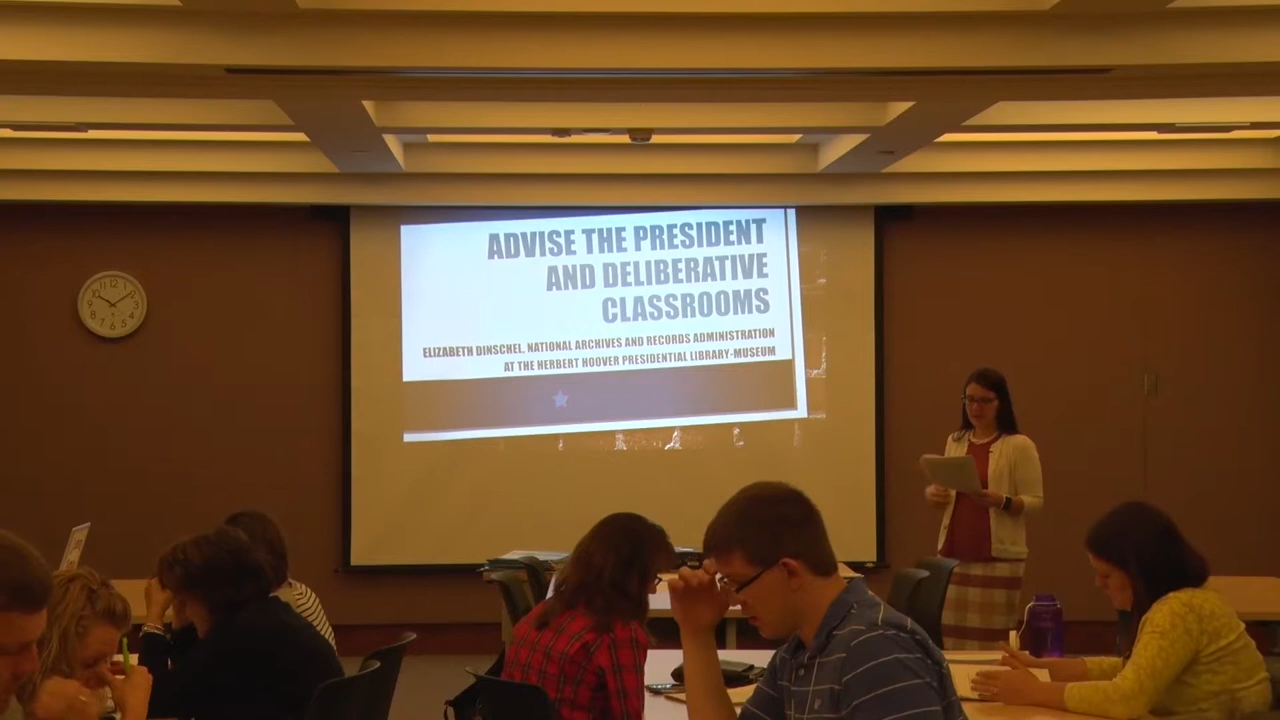 ADVISE THE PRESIDENT
AND DELIBERATIVE
CLASSROOMS
ELIZABETH DINSCHEL, NATIONAL ARCHIVES AND RECORDS ADMINISTRATION
AT THE HERBERT HOOVER PRESIDENTIAL LIBRARY-MUSEUM